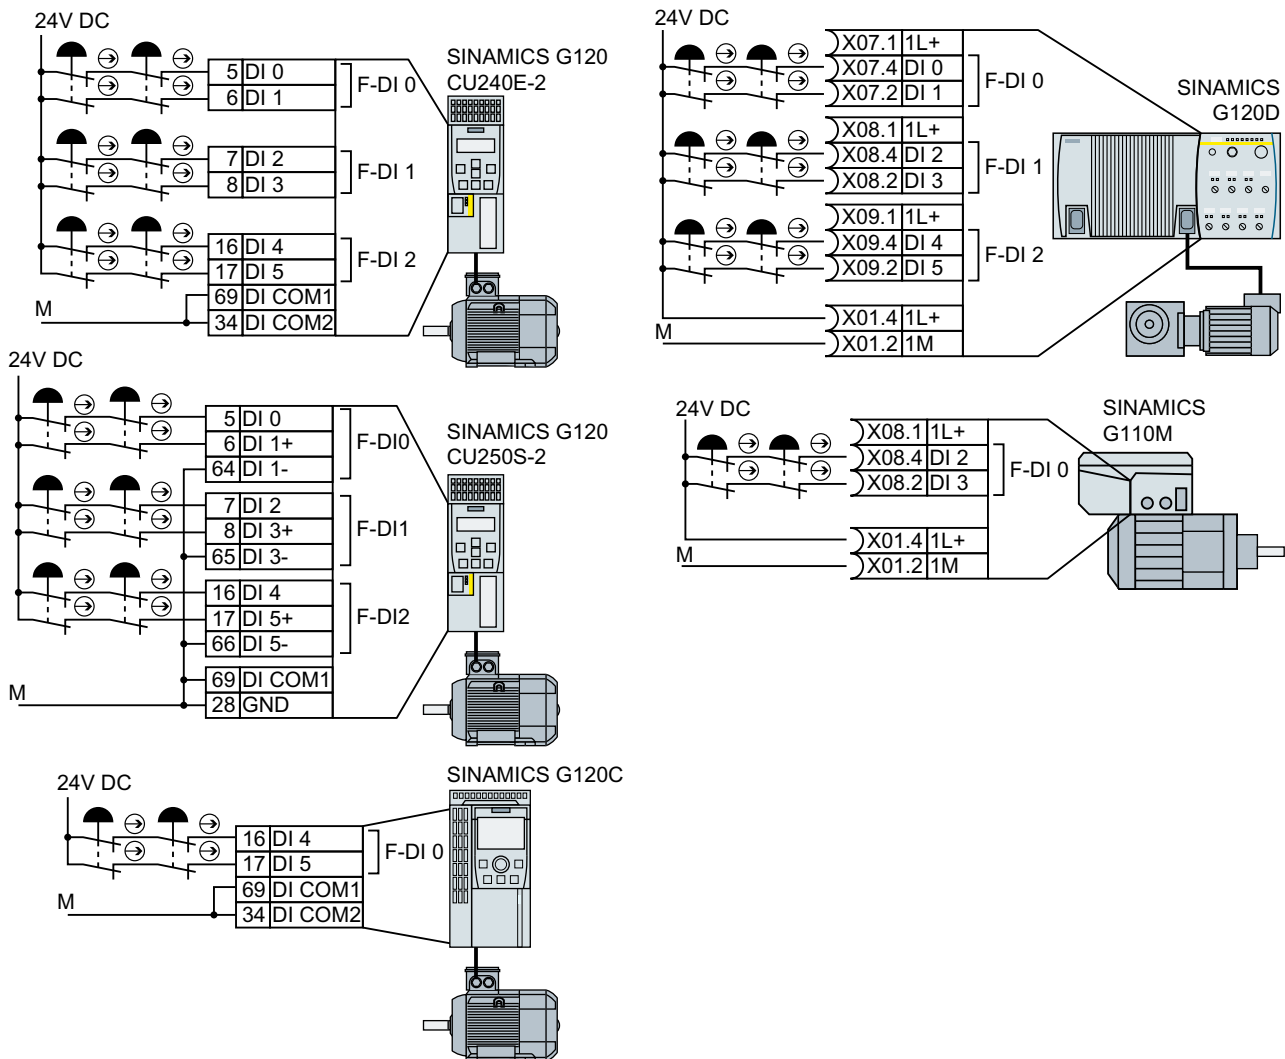 24V DC
5 DI 0
6 DI 1
F-DI 0
7 DI 2
8 DI 3
F-DI 1
16 DI 4
17 DI 5
F-DI 2
69 DI COM1
34 DI COM2
M
SINAMICS G120
CU240E-2
24V DC
X07.1 1L+
X07.4 DI 0
X07.2 DI 1
F-DI 0
X08.1 1L+
X08.4 DI 2
X08.2 DI 3
F-DI 1
X09.1 1L+
X09.4 DI 4
X09.2 DI 5
F-DI 2
X01.4 1L+
X01.2 1M
M
SINAMICS
G120D
24V DC
5 DI 0
6 DI 1+
64 DI 1-
F-DI0
7 DI 2
8 DI 3+
65 DI 3-
F-DI1
16 DI 4
17 DI 5+
66 DI 5-
F-DI2
69 DI COM1
28 GND
M
SINAMICS G120
CU250S-2
24V DC
X08.1 1L+
X08.4 DI 2
X08.2 DI 3
F-DI 0
X01.4 1L+
X01.2 1M
M
SINAMICS
G110M
24V DC
16 DI 4
17 DI 5
F-DI 0
69 DI COM1
34 DI COM2
M
SINAMICS G120C